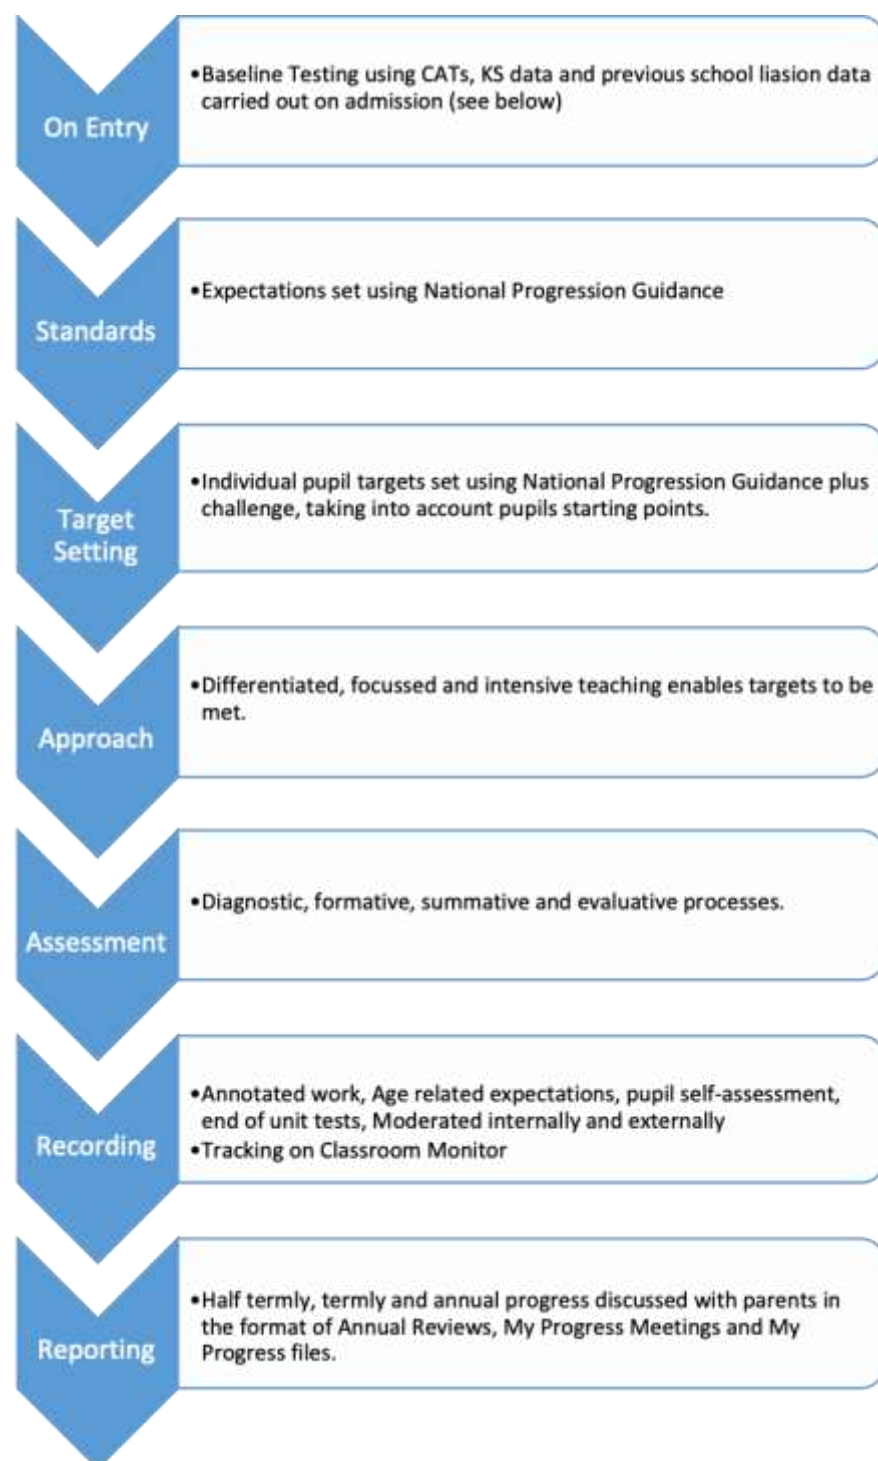 On Entry
•Baseline Testing using CATs, KS data and previous school liasion data
carried out on admission (see below)
Standards
•Expectations set using National Progression Guidance
Target
Setting
•Individual pupil targets set using National Progression Guidance plus
challenge, taking into account pupils starting points.
Approach
•Differentiated, focussed and intensive teaching enables targets to be
met.
Assessment
•Diagnostic, formative, summative and evaluative processes.
Recording
•Annotated work, Age related expectations, pupil self-assessment,
end of unit tests, Moderated internally and externally
•Tracking on Classroom Monitor
Reporting
•Half termly, termly and annual progress discussed with parents in
the format of Annual Reviews, My Progress Meetings and My
Progress files.